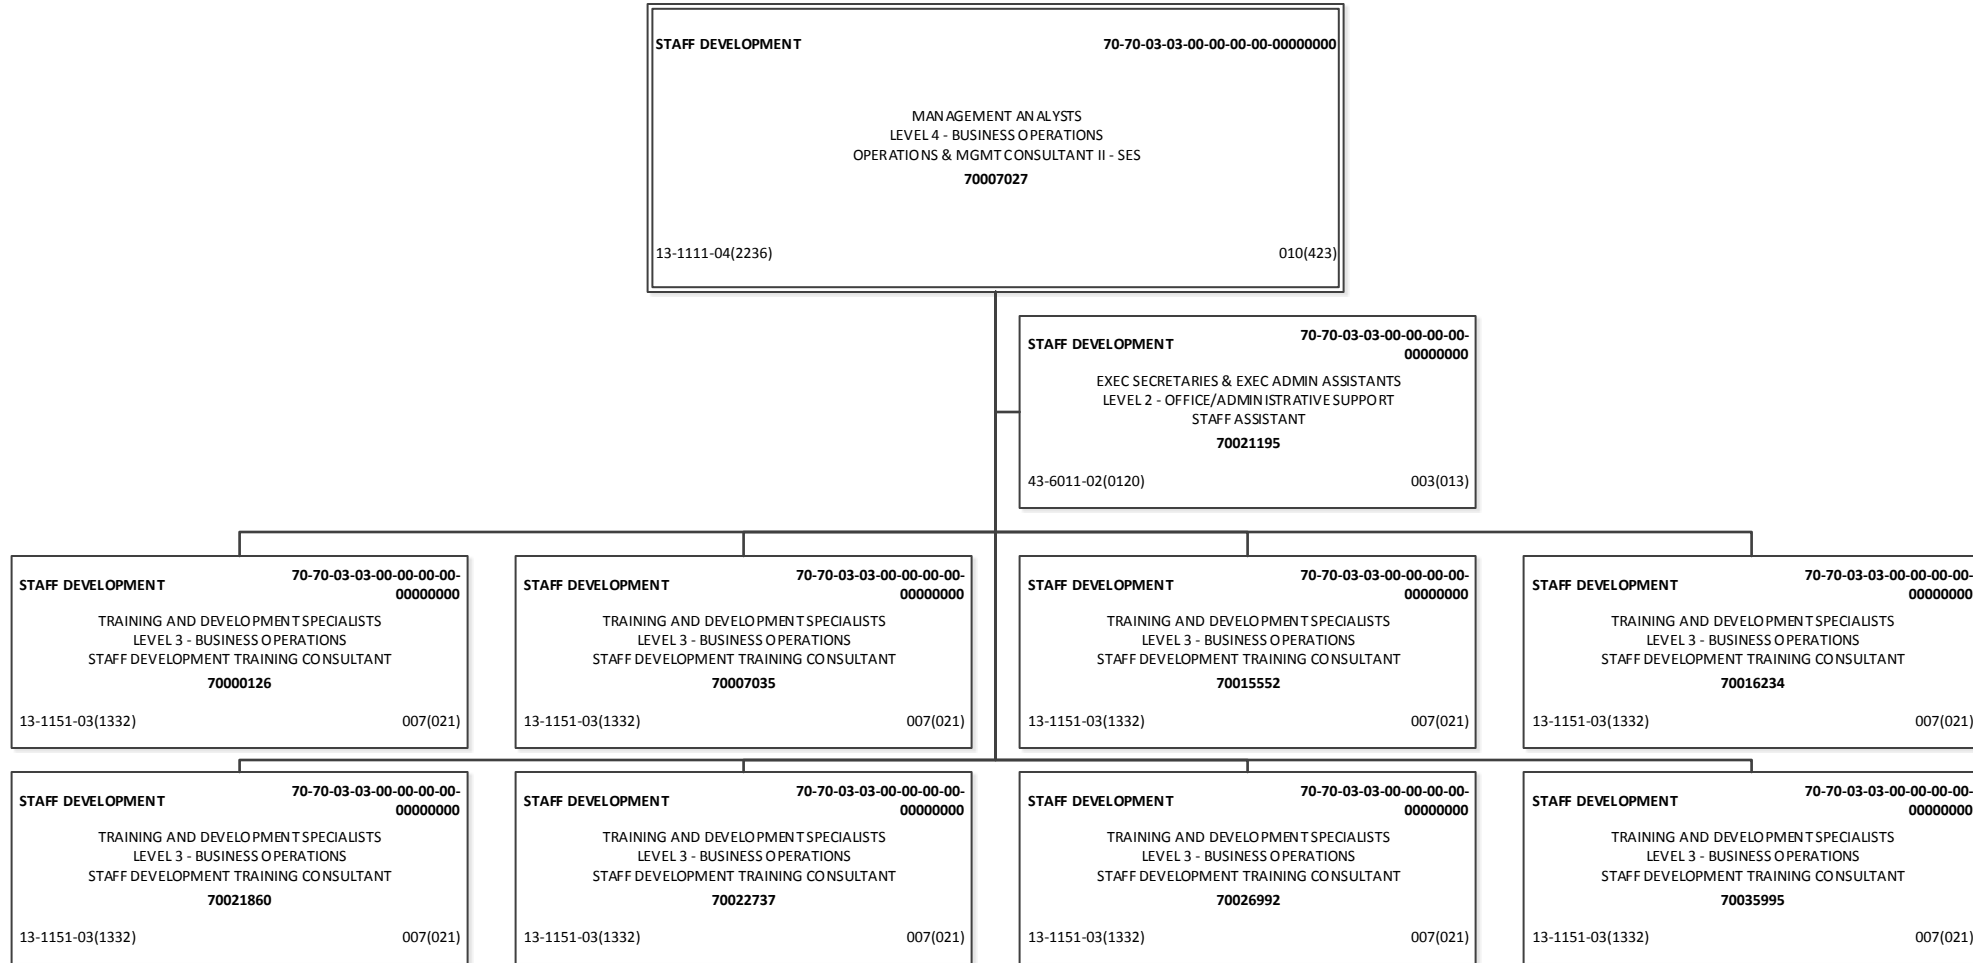 STAFF DEVELOPMENT 70-70-03-03-00-00-00-00-00000000
MANAGEMENT ANALYSTS
LEVEL 4 - BUSINESS OPERATIONS
OPERATIONS & MGMT CONSULTANT II - SES
70007027
13-1111-04(2236) 010(423)
STAFF DEVELOPMENT 70-70-03-03-00-00-00-00-
00000000
EXEC SECRETARIES & EXEC ADMIN ASSISTANTS
LEVEL 2 - OFFICE/ADMINISTRATIVE SUPPORT
STAFF ASSISTANT
70021195
43-6011-02(0120) 003(013)
STAFF DEVELOPMENT 70-70-03-03-00-00-00-00-
00000000
TRAINING AND DEVELOPMENT SPECIALISTS
LEVEL 3 - BUSINESS OPERATIONS
STAFF DEVELOPMENT TRAINING CONSULTANT
70000126
13-1151-03(1332) 007(021)
STAFF DEVELOPMENT 70-70-03-03-00-00-00-00-
00000000
TRAINING AND DEVELOPMENT SPECIALISTS
LEVEL 3 - BUSINESS OPERATIONS
STAFF DEVELOPMENT TRAINING CONSULTANT
70007035
13-1151-03(1332) 007(021)
STAFF DEVELOPMENT 70-70-03-03-00-00-00-00-
00000000
TRAINING AND DEVELOPMENT SPECIALISTS
LEVEL 3 - BUSINESS OPERATIONS
STAFF DEVELOPMENT TRAINING CONSULTANT
70015552
13-1151-03(1332) 007(021)
STAFF DEVELOPMENT 70-70-03-03-00-00-00-00-
00000000
TRAINING AND DEVELOPMENT SPECIALISTS
LEVEL 3 - BUSINESS OPERATIONS
STAFF DEVELOPMENT TRAINING CONSULTANT
70016234
13-1151-03(1332) 007(021)
STAFF DEVELOPMENT 70-70-03-03-00-00-00-00-
00000000
TRAINING AND DEVELOPMENT SPECIALISTS
LEVEL 3 - BUSINESS OPERATIONS
STAFF DEVELOPMENT TRAINING CONSULTANT
70021860
13-1151-03(1332) 007(021)
STAFF DEVELOPMENT 70-70-03-03-00-00-00-00-
00000000
TRAINING AND DEVELOPMENT SPECIALISTS
LEVEL 3 - BUSINESS OPERATIONS
STAFF DEVELOPMENT TRAINING CONSULTANT
70022737
13-1151-03(1332) 007(021)
STAFF DEVELOPMENT 70-70-03-03-00-00-00-00-
00000000
TRAINING AND DEVELOPMENT SPECIALISTS
LEVEL 3 - BUSINESS OPERATIONS
STAFF DEVELOPMENT TRAINING CONSULTANT
70026992
13-1151-03(1332) 007(021)
STAFF DEVELOPMENT 70-70-03-03-00-00-00-00-
00000000
TRAINING AND DEVELOPMENT SPECIALISTS
LEVEL 3 - BUSINESS OPERATIONS
STAFF DEVELOPMENT TRAINING CONSULTANT
70035995
13-1151-03(1332) 007(021)